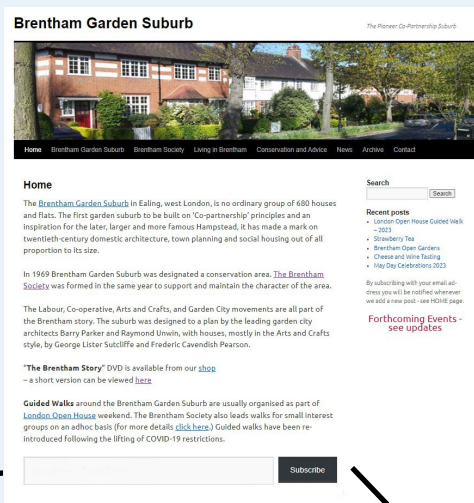 Brentham Garden Suburb
The Pioneer Co-Partnership Suburb
Home Brentham Garden Suburb Brentham Society Living in Brentham Conservation and Advice News Archive Contact
Home
The Brentham Garden Suburb in Ealing, west London, is no ordinary group of 680 houses
and flats. The first garden suburb to be built on 'Co-partnership' principles and an
inspiration for the later, larger and more famous Hampstead, it has made a mark on
twentieth-century domestic architecture, town planning and social housing out of all
proportion to its size.
In 1969 Brentham Garden Suburb was designated a conservation area. The Brentham
Society was formed in the same year to support and maintain the character of the area.
The Labour, Co-operative, Arts and Crafts, and Garden City movements are all part of
the Brentham story. The suburb was designed to a plan by the leading garden city
architects Barry Parker and Raymond Unwin, with houses, mostly in the Arts and Crafts
style, by George Lister Sutcliffe and Frederic Cavendish Pearson.
"The Brentham Story" DVD is available from our shop
– a short version can be viewed here
Guided Walks around the Brentham Garden Suburb are usually organised as part of
London Open House weekend. The Brentham Society also leads walks for small interest
groups on an adhoc basis (for more details click here.) Guided walks have been re-
introduced following the lifting of COVID-19 restrictions.
Subscribe
Search
Search
Recent posts
London Open House Guided Walk
– 2023
Strawberry Tea
Brentham Open Gardens
Cheese and Wine Tasting
May Day Celebrations 2023
By subscribing with your email ad-
dress you will be notified whenever
we add a new post - see HOME page.
Forthcoming Events -
see updates